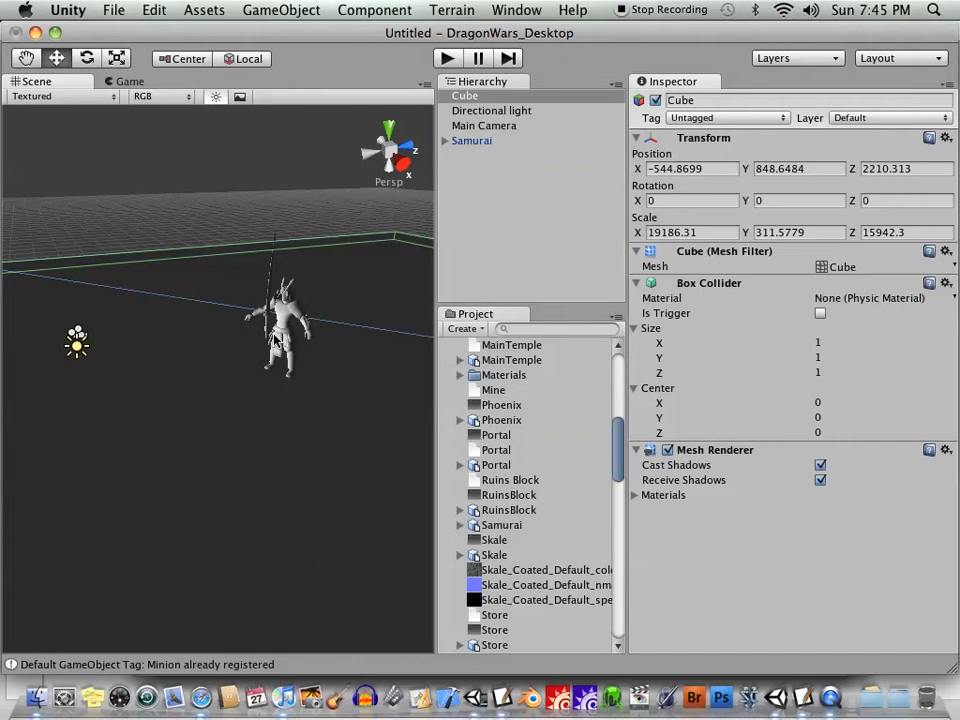 Unity File Edit Assets GameObject Component Terrain Window Help Stop Recording Sun 7:45 PM
Untitled - DragonWars_Desktop
Center Local Layers Layout
Scene Game
Textured RGB
y
z
x
Persp
Hierarchy
Cube
Directional light
Main Camera
Samurai
Project
Create
MainTemple
MainTemple
Materials
Mine
Phoenix
Phoenix
Portal
Portal
Portal
Ruins Block
RuinsBlock
RuinsBlock
Samurai
Skale
Skale
Skale_Coated_Default_col
Skale_Coated_Default_nm
Skale_Coated_Default_spe
Store
Store
Store
Inspector
Cube
Tag Untagged Layer Default
Transform
Position
X -544.8699 Y 848.6484 Z 2210.313
Rotation
X 0 Y 0 Z 0
Scale
X 19186.31 Y 311.5779 Z 15942.3
Cube (Mesh Filter)
Mesh Cube
Box Collider
Material None (Physic Material)
Is Trigger
Size
X 1
Y 1
Z 1
Center
X 0
Y 0
Z 0
Mesh Renderer
Cast Shadows
Receive Shadows
Materials
Default GameObject Tag: Minion already registered
27
Br Ps